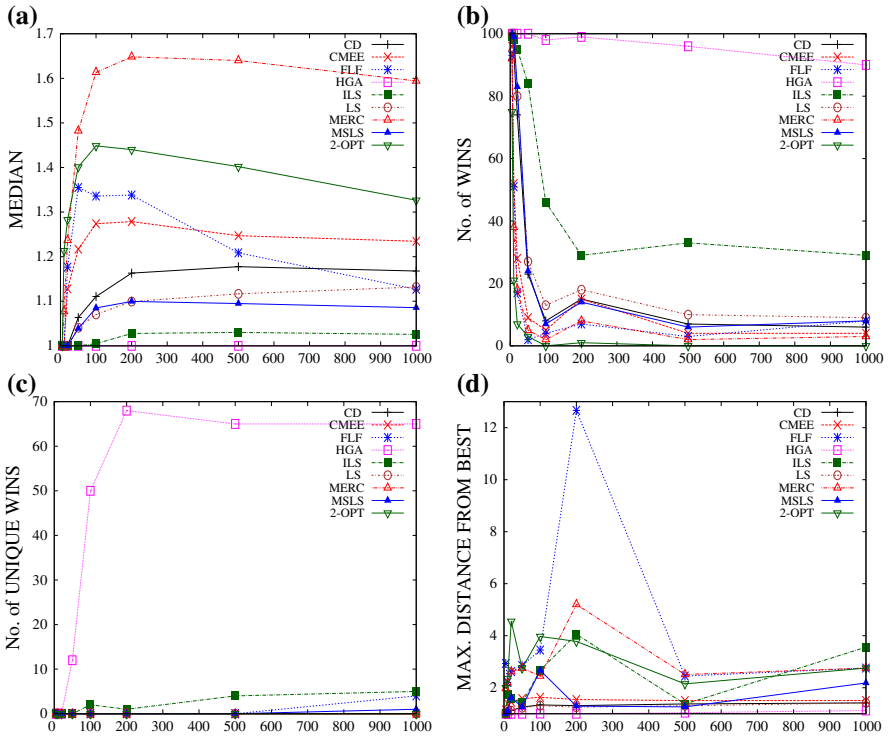 (a)
MEDIAN
1.7
1.6
1.5
1.4
1.3
1.2
1.1
1
0 100 200 300 400 500 600 700 800 900 1000
CD
CMEE
FLF
HGA
ILS
LS
MERC
MSLS
2-OPT
(b)
No. of WINS
100
80
60
40
20
0
0 100 200 300 400 500 600 700 800 900 1000
CD
CMEE
FLF
HGA
ILS
LS
MERC
MSLS
2-OPT
(c)
No. of UNIQUE WINS
70
60
50
40
30
20
10
0
0 100 200 300 400 500 600 700 800 900 1000
CD
CMEE
FLF
HGA
ILS
LS
MERC
MSLS
2-OPT
(d)
MAX. DISTANCE FROM BEST
12
10
8
6
4
2
0 100 200 300 400 500 600 700 800 900 1000
CD
CMEE
FLF
HGA
ILS
LS
MERC
MSLS
2-OPT